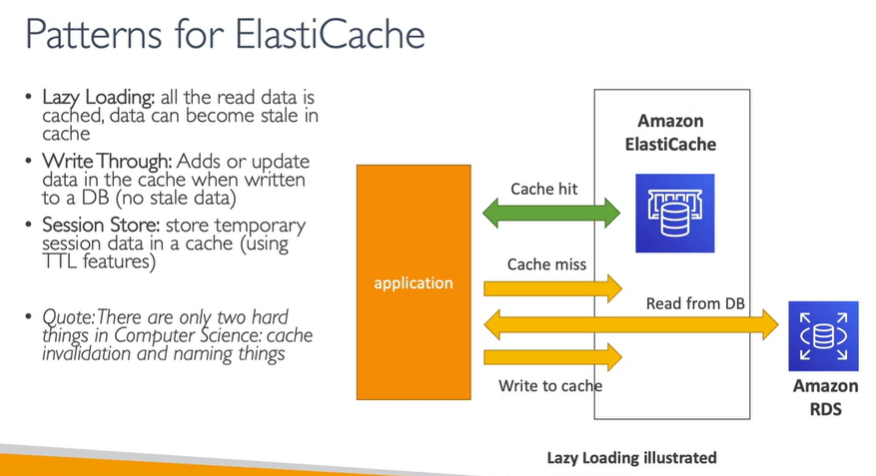 Patterns for ElastiCache
• Lazy Loading: all the read data is
cached, data can become stale in
cache
• Write Through: Adds or update
data in the cache when written
to a DB (no stale data)
• Session Store: store temporary
session data in a cache (using
TTL features)
• Quote: There are only two hard
things in Computer Science: cache
invalidation and naming things
application
Cache hit
Cache miss
Read from DB
Write to cache
Amazon
ElastiCache
Amazon
RDS
Lazy Loading illustrated